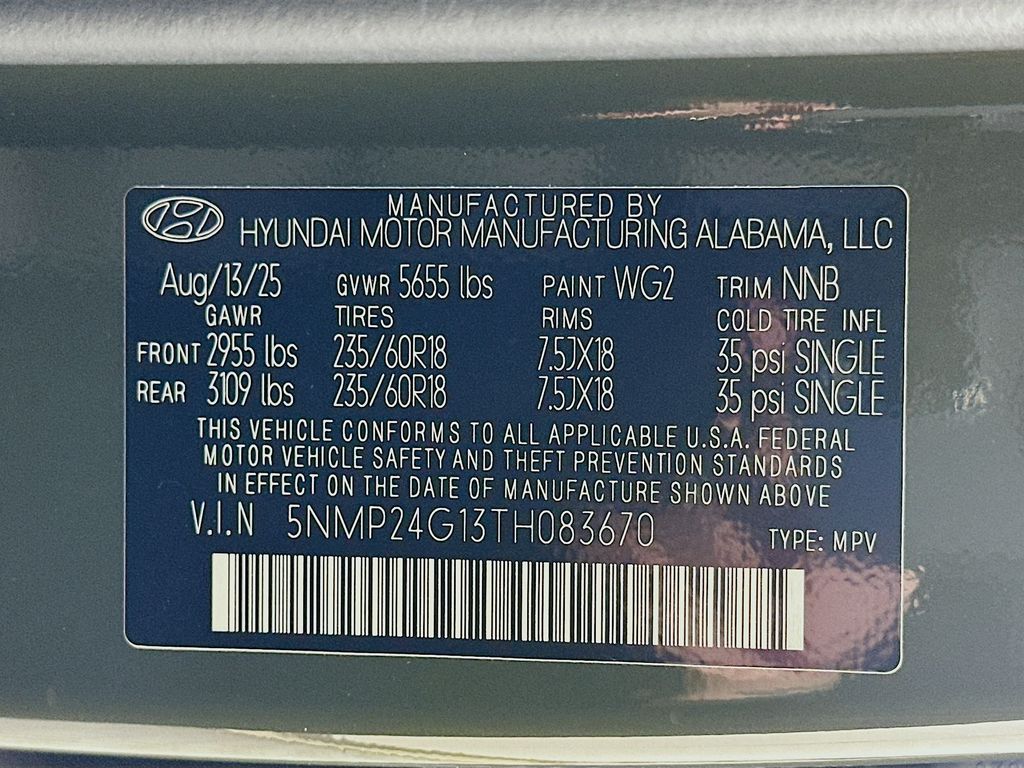 MANUFACTURED BY
HYUNDAI MOTOR MANUFACTURING ALABAMA, LLC
Aug/13/25 GVWR 5655 lbs PAINT WG2 TRIM NNB
GAWR TIRES RIMS COLD TIRE INFL
FRONT 2955 lbs 235/60R18 7.5JX18 35 psi SINGLE
REAR 3109 lbs 235/60R18 7.5JX18 35 psi SINGLE
THIS VEHICLE CONFORMS TO ALL APPLICABLE U.S.A. FEDERAL
MOTOR VEHICLE SAFETY AND THEFT PREVENTION STANDARDS
IN EFFECT ON THE DATE OF MANUFACTURE SHOWN ABOVE
V.I.N 5NMP24G13TH083670 TYPE: MPV